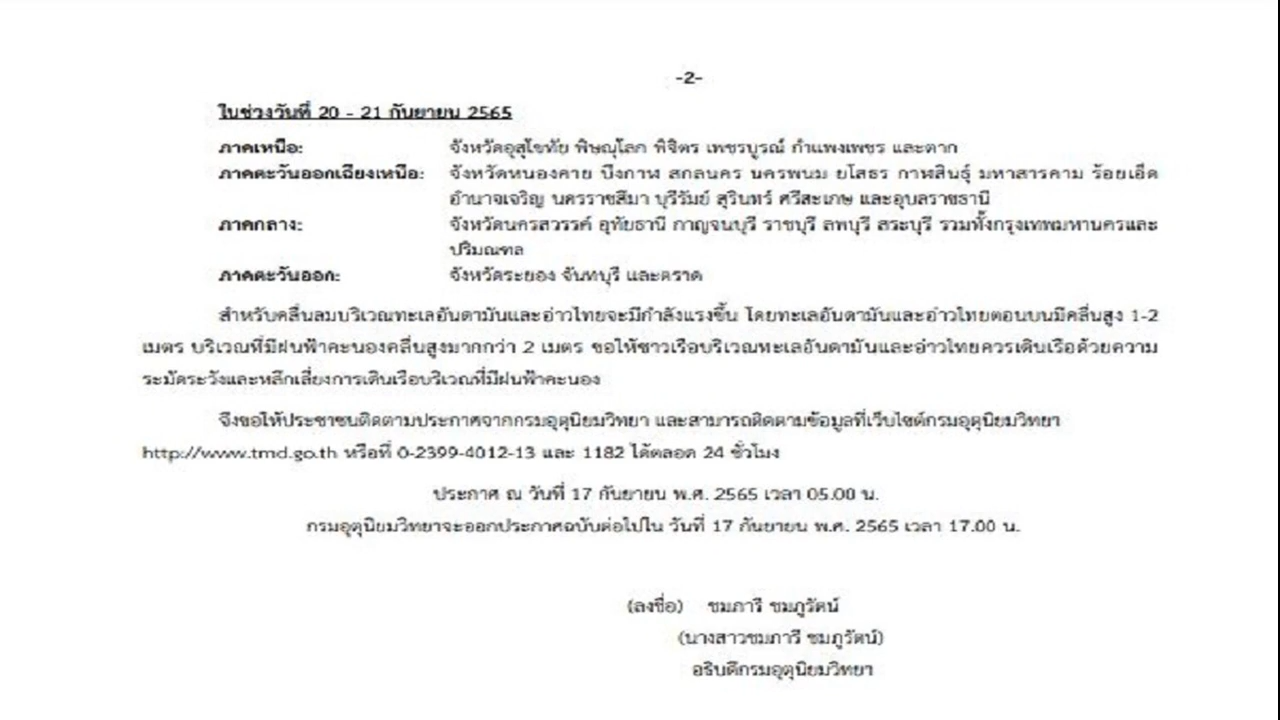 -2-
ในช่วงวันที่ 20 - 21 กันยายน 2565
ภาคเหนือ: จังหวัดอุสุโขทัย พิษณุโลก พิจิตร เพชรบูรณ์ กำแพงเพชร และตาก
ภาคตะวันออกเฉียงเหนือ: จังหวัดหนองคาย บึงกาฬ สกลนคร นครพนม ยโสธร กาฬสินธุ์ มหาสารคาม ร้อยเอ็ด
อำนาจเจริญ นครราชสีมา บุรีรัมย์ สุรินทร์ ศรีสะเกษ และอุบลราชธานี
ภาคกลาง: จังหวัดนครสวรรค์ อุทัยธานี กาญจนบุรี ราชบุรี ลพบุรี สระบุรี รวมทั้งกรุงเทพมหานครและ
ปริมณฑล
ภาคตะวันออก: จังหวัดระยอง จันทบุรี และตราด
สำหรับคลื่นลมบริเวณทะเลอันดามันและอ่าวไทยจะมีกำลังแรงขึ้น โดยทะเลอันดามันและอ่าวไทยตอนบนมีคลื่นสูง 1-2
เมตร บริเวณที่มีฝนฟ้าคะนองคลื่นสูงมากกว่า 2 เมตร ขอให้ชาวเรือบริเวณทะเลอันดามันและอ่าวไทยควรเดินเรือด้วยความ
ระมัดระวังและหลีกเลี่ยงการเดินเรือบริเวณที่มีฝนฟ้าคะนอง
จึงขอให้ประชาชนติดตามประกาศจากกรมอุตุนิยมวิทยา และสามารถติดตามข้อมูลที่เว็บไซต์กรมอุตุนิยมวิทยา
http://www.tmd.go.th หรือที่ 0-2399-4012-13 และ 1182 ได้ตลอด 24 ชั่วโมง
ประกาศ ณ วันที่ 17 กันยายน พ.ศ. 2565 เวลา 05.00 น.
กรมอุตุนิยมวิทยาจะออกประกาศฉบับต่อไปใน วันที่ 17 กันยายน พ.ศ. 2565 เวลา 17.00 น.
(ลงชื่อ) ชมภารี ชมภูรัตน์
(นางสาวชมภารี ชมภูรัตน์)
อธิบดีกรมอุตุนิยมวิทยา